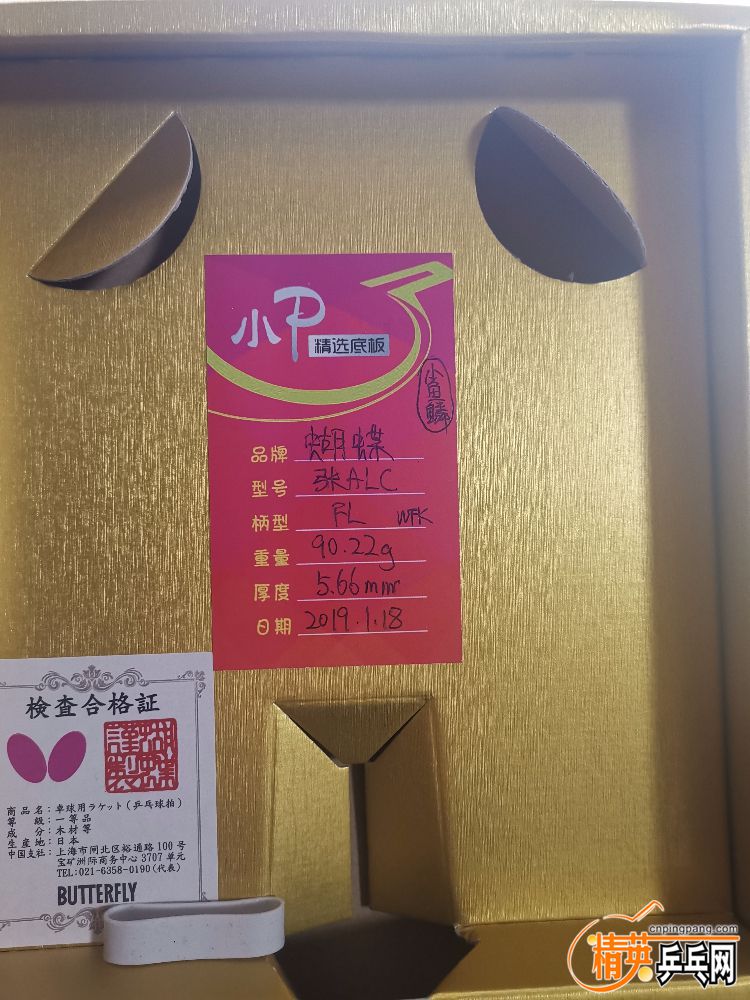 小P
精选底板
品牌 蝴蝶
型号 张ALC
柄型 FL WFK
重量 90.22g
厚度 5.66mm
日期 2019.1.18
検査合格証
謹製 蝴蝶
商品名：卓球用ラケット（乒乓球拍）
等　級：一等品
成　分：木材等
生産地：日本
中国支社：上海市闸北区裕通路100号
宝矿洲际商务中心3707单元
TEL:021-6358-0190(代表)
BUTTERFLY
cnpingpang.com
精英乒乓网